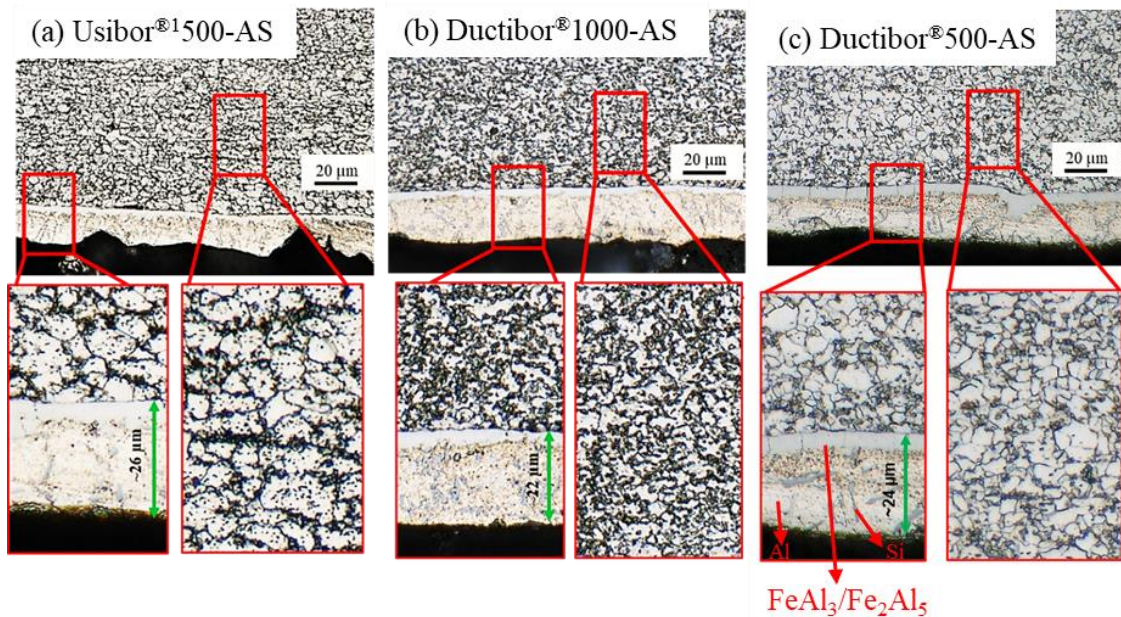 (a) Usibor®¹500-AS
(b) Ductibor®1000-AS
(c) Ductibor®500-AS
20 µm
20 µm
20 µm
~26 µm
~22 µm
~24 µm
Al
Si
FeAl₃/Fe₂Al₅